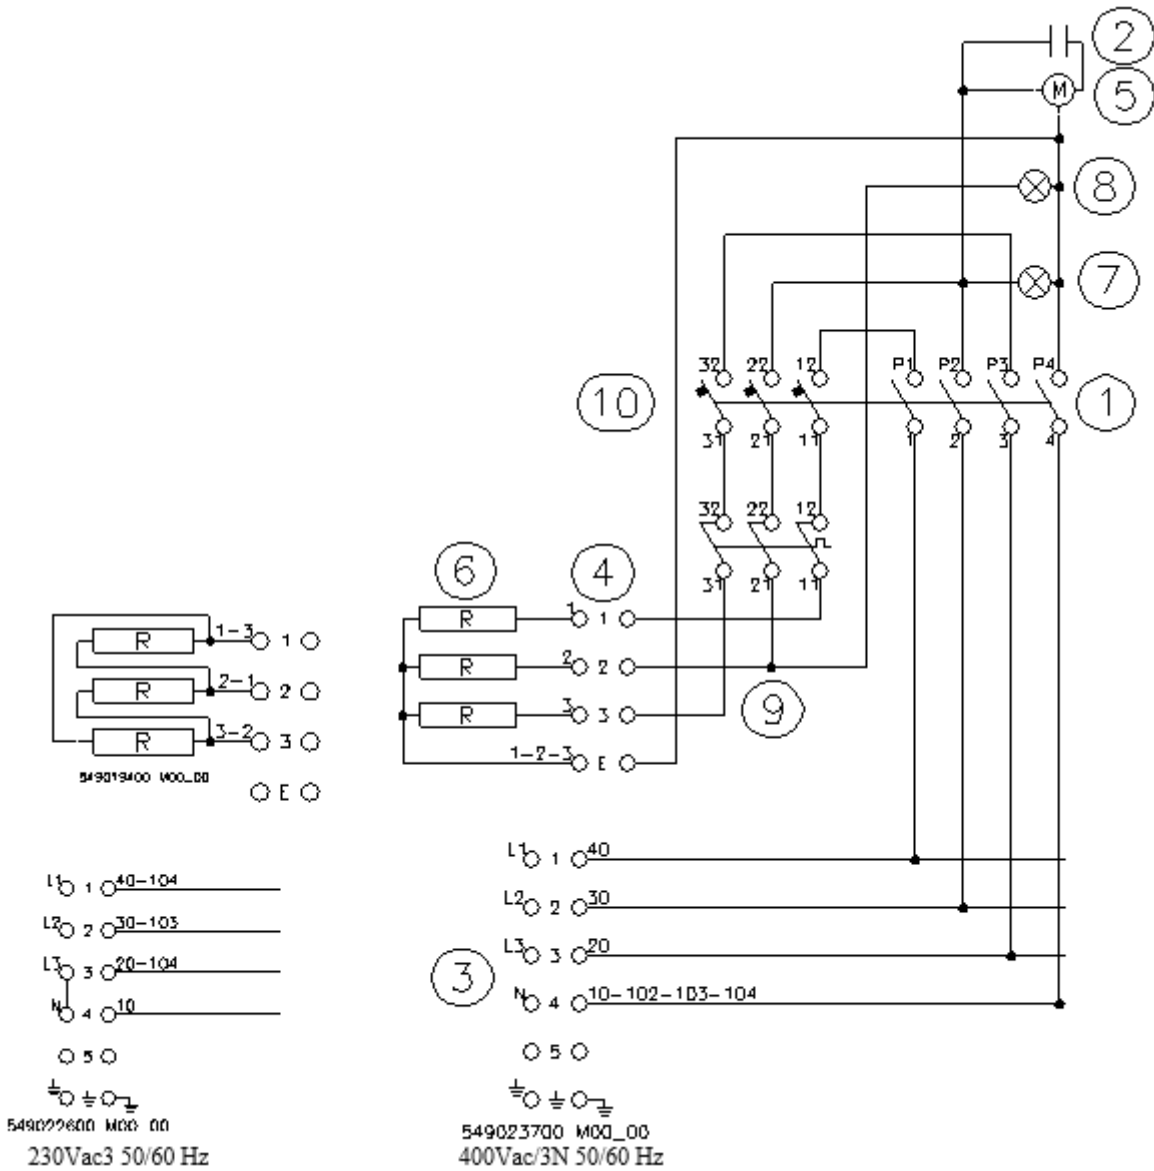 2
M
5
8
7
32 22 12 P1 P2 P3 P4
10
1
31 21 11 1 2 3 4
32 22 12
31 21 11
6
4
R 1 1
R 2 2
R 3 3
1-2-3 E
9
R 1-3 1
R 2-1 2
R 3-2 3
549019400 M00_00
E
L1 1 40
L2 2 30
L3 3 20
3
N 4 10-102-103-104
5
549023700 M00_00
400Vac/3N 50/60 Hz
L1 1 40-104
L2 2 30-103
L3 3 20-104
N 4 10
5
549022600 M00_00
230Vac3 50/60 Hz